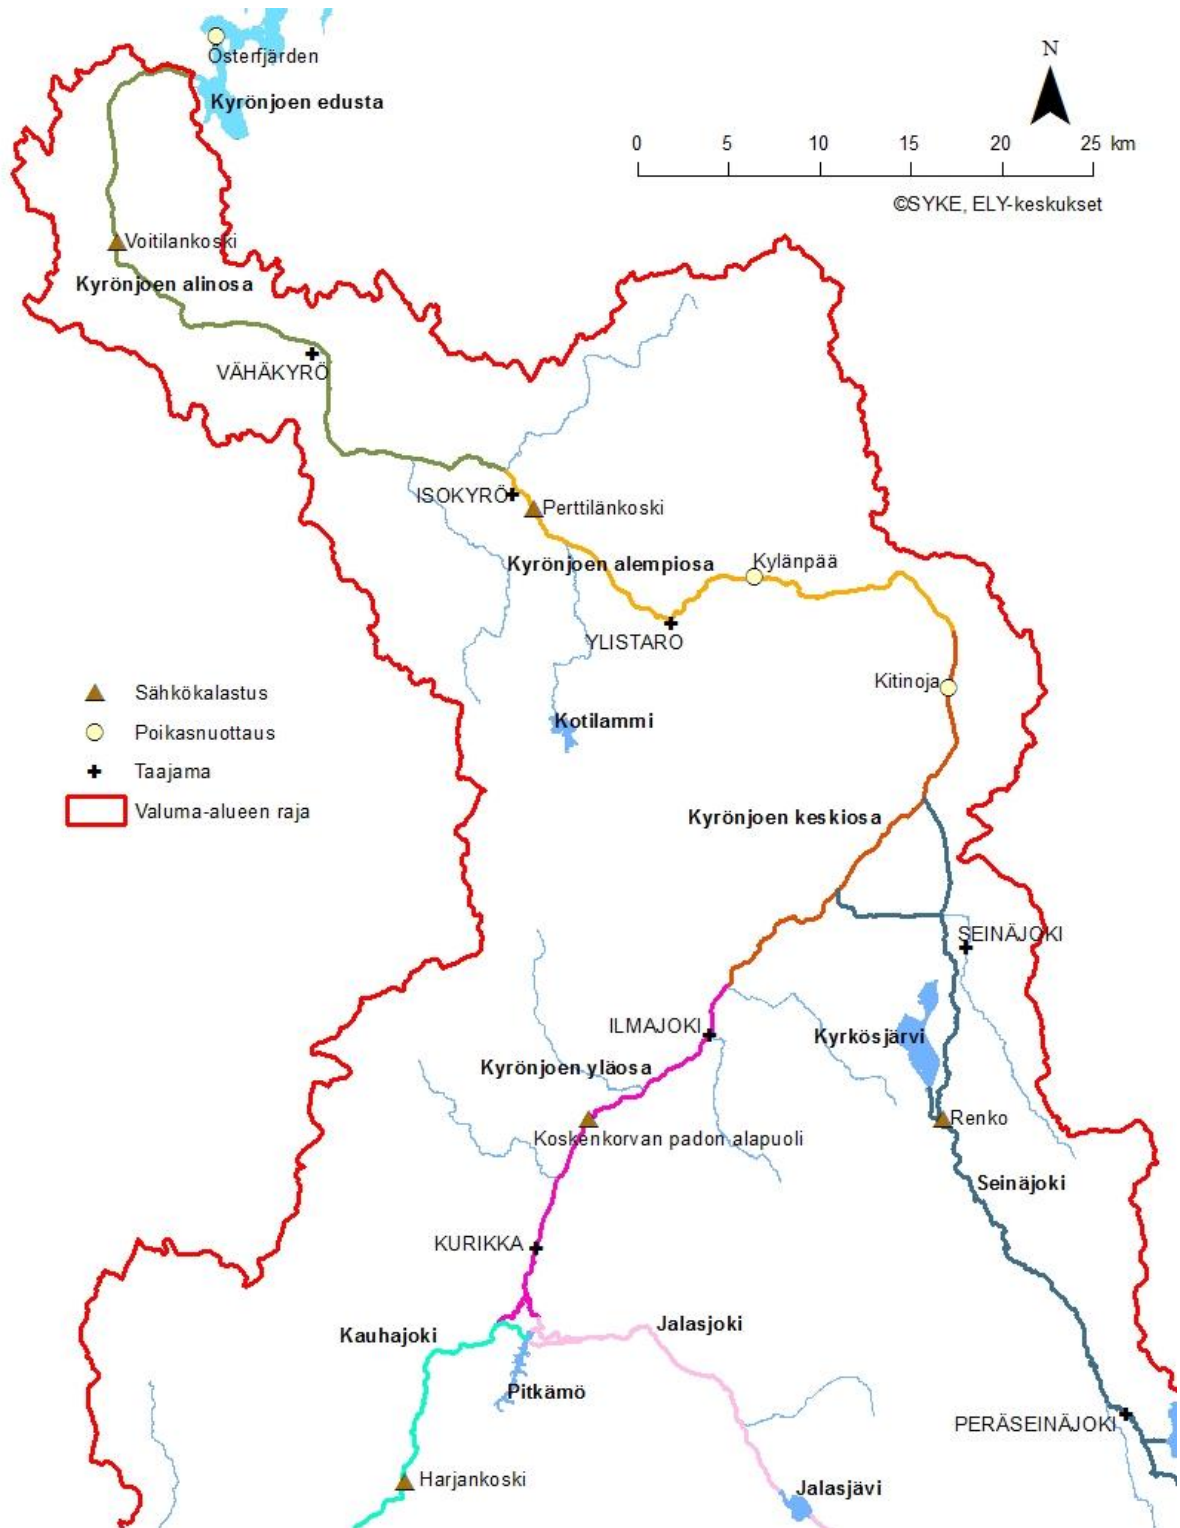 Österfjärden
Kyrönjoen edusta
N
0 5 10 15 20 25 km
©SYKE, ELY-keskukset
Voitilankoski
Kyrönjoen alinosa
VÄHÄKYRÖ
ISOKYRÖ
Perttilänkoski
Kyrönjoen alempiosa
Kylänpää
YLISTARO
Kitinoja
Sähkökalastus
Poikasnuottaus
Taajama
Valuma-alueen raja
Kotilammi
Kyrönjoen keskiosa
SEINÄJOKI
ILMAJOKI
Kyrkösjärvi
Kyrönjoen yläosa
Renko
Koskenkorvan padon alapuoli
Seinäjoki
KURIKKA
Kauhajoki
Jalasjoki
Pitkämö
PERÄSEINÄJOKI
Harjankoski
Jalasjävi